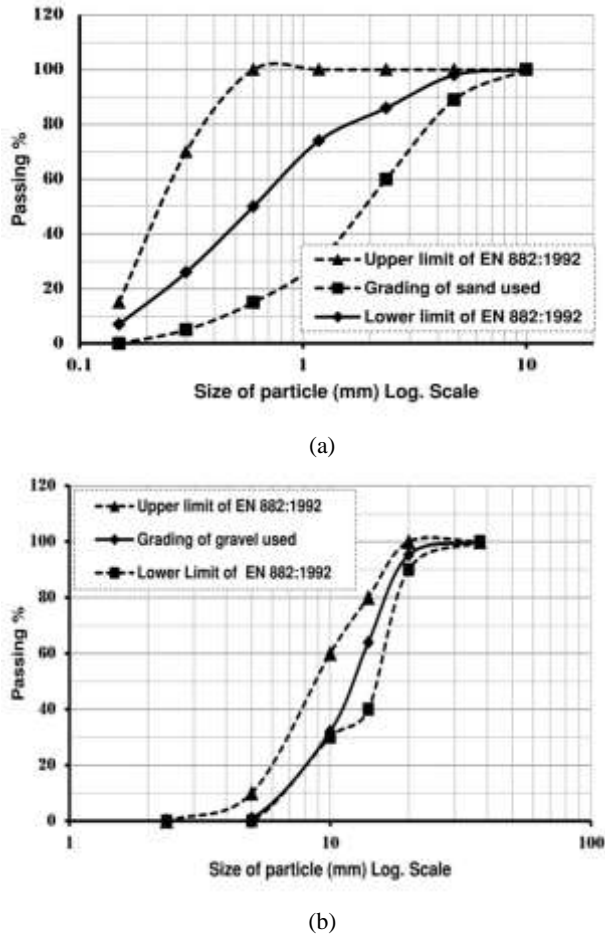 120
100
80
60
40
20
0
Passing %
Upper limit of EN 882:1992
Grading of sand used
Lower limit of EN 882:1992
0.1 1 10
Size of particle (mm) Log. Scale
(a)
120
100
80
60
40
20
0
Passing %
Upper limit of EN 882:1992
Grading of gravel used
Lower Limit of EN 882:1992
1 10 100
Size of particle (mm) Log. Scale
(b)